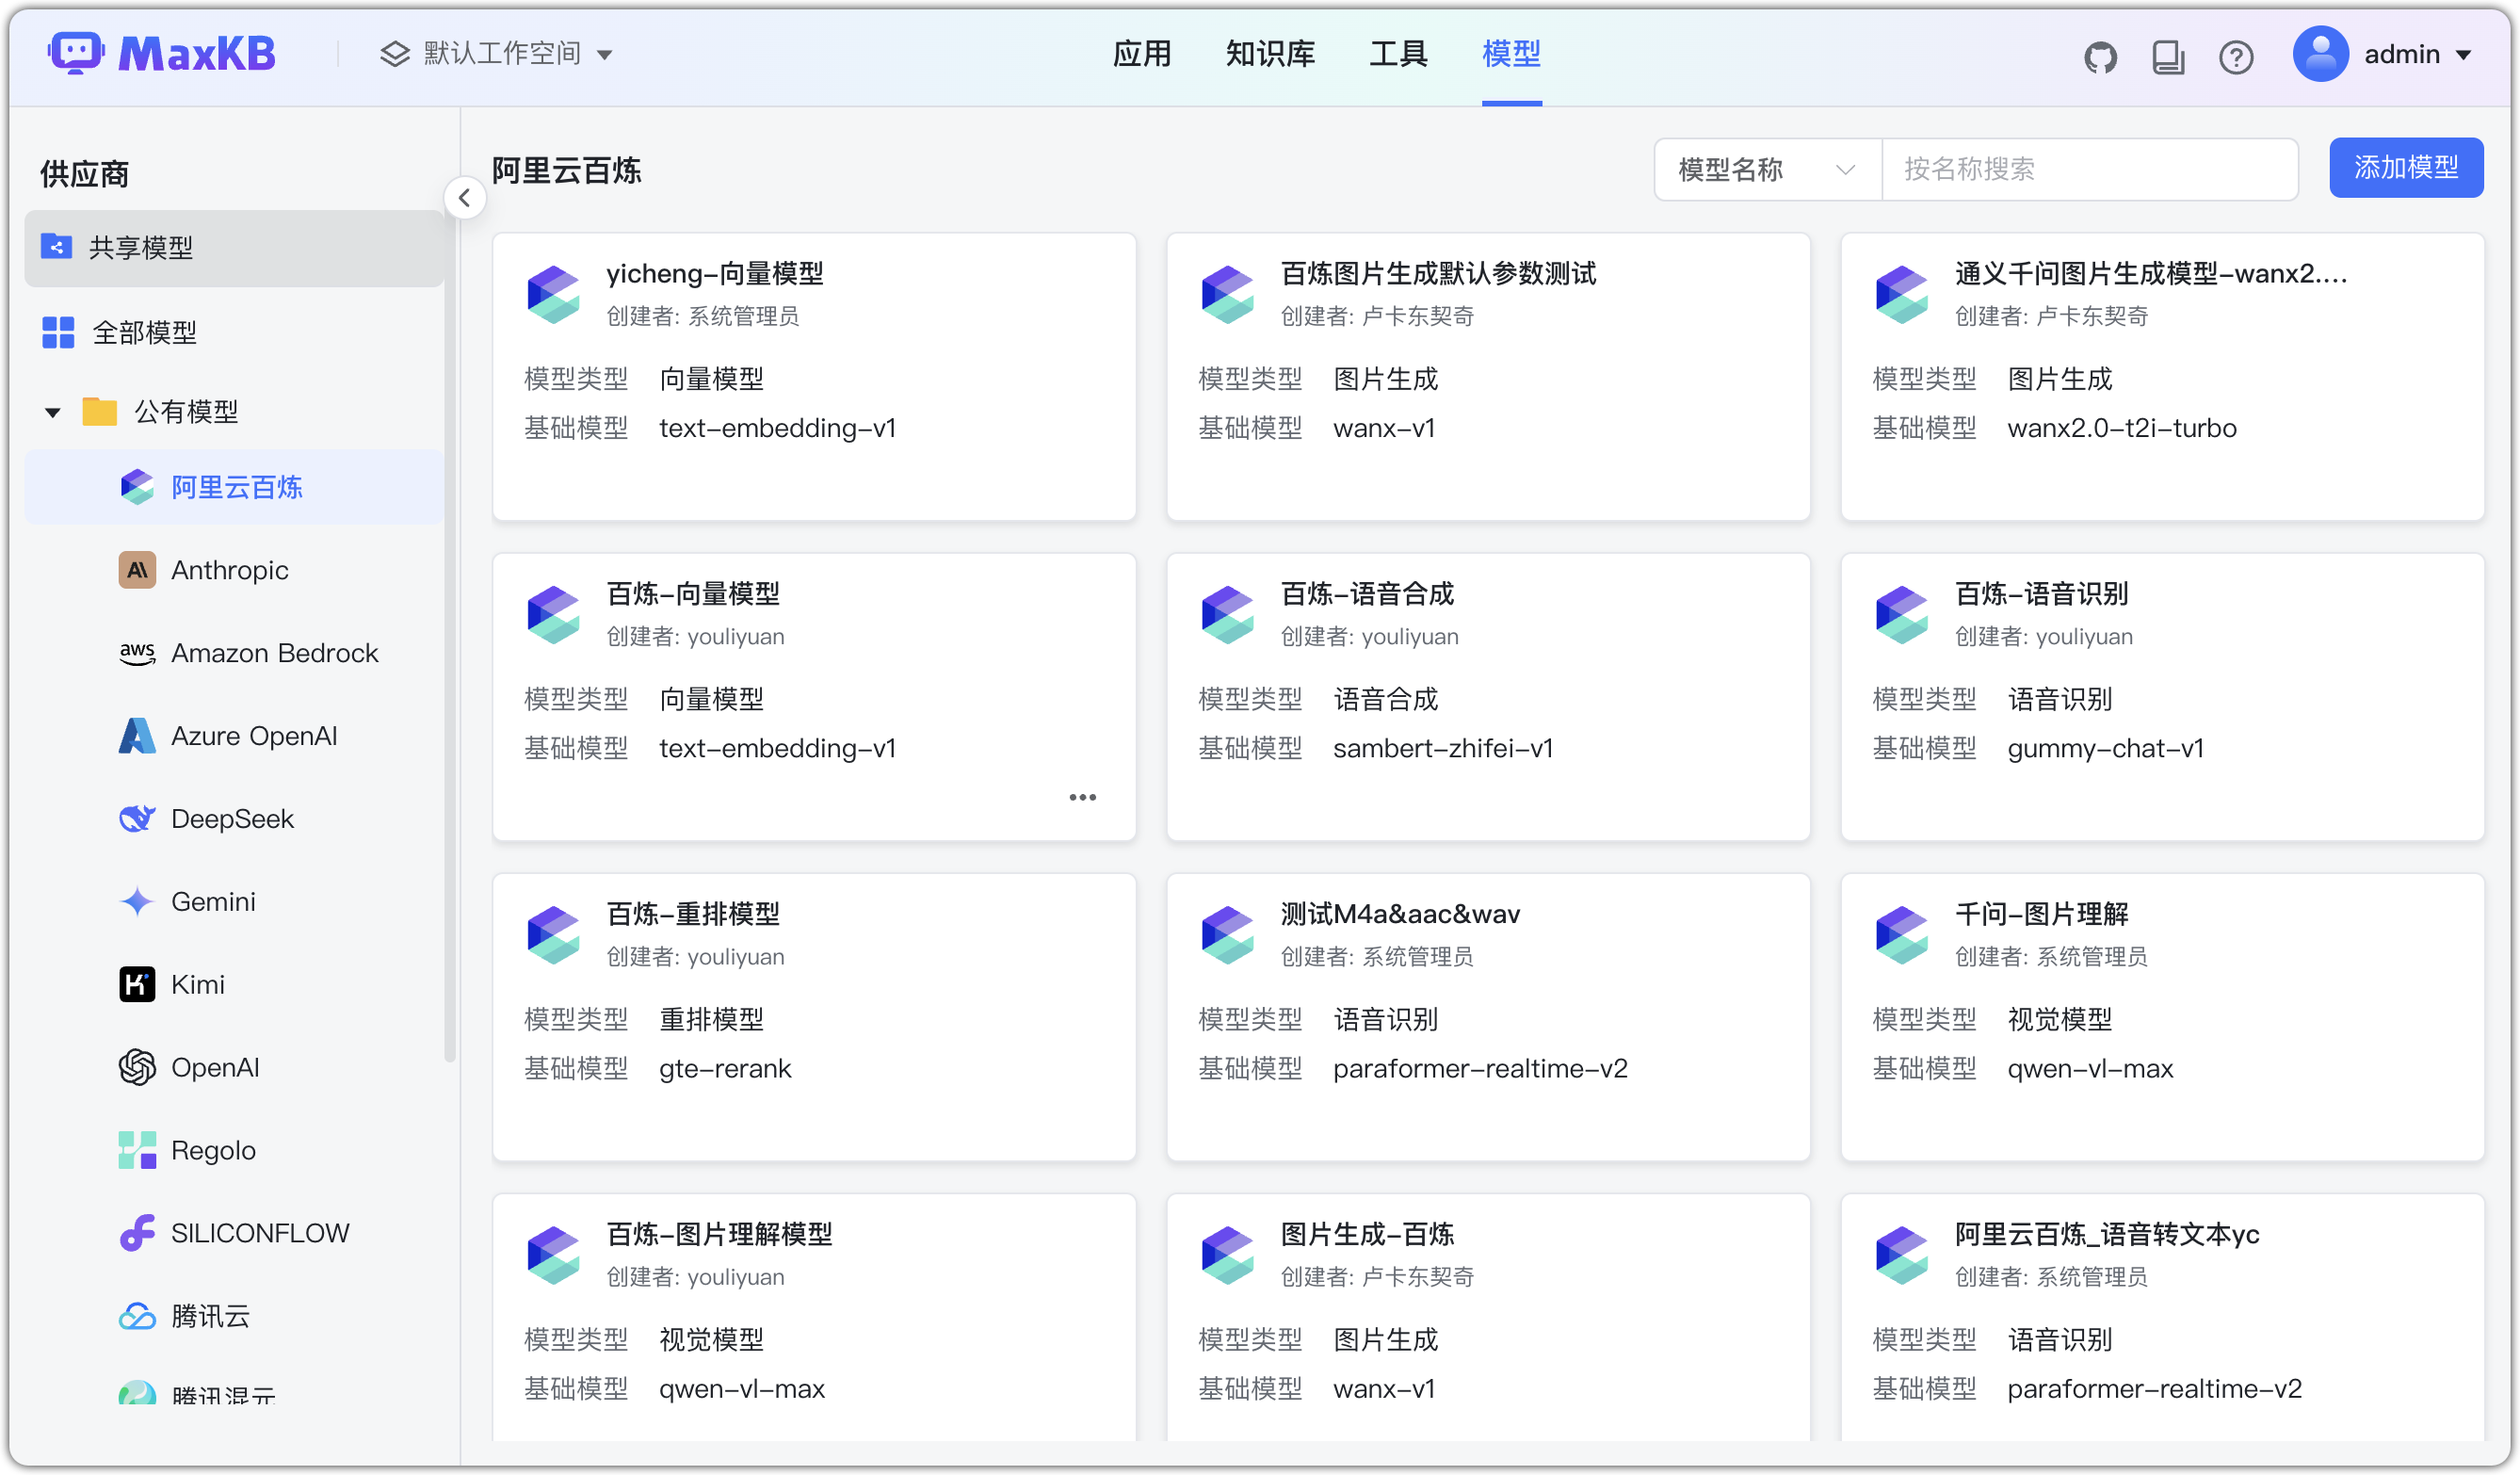 MaxKB
默认工作空间
应用 知识库 工具 模型
admin
供应商
共享模型
全部模型
公有模型
阿里云百炼
Anthropic
aws Amazon Bedrock
Azure OpenAI
DeepSeek
Gemini
Kimi
OpenAI
Regolo
SILICONFLOW
腾讯云
腾讯混元
阿里云百炼
模型名称 按名称搜索 添加模型
yicheng-向量模型
创建者: 系统管理员
模型类型 向量模型
基础模型 text-embedding-v1
百炼图片生成默认参数测试
创建者: 卢卡东契奇
模型类型 图片生成
基础模型 wanx-v1
通义千问图片生成模型-wanx2....
创建者: 卢卡东契奇
模型类型 图片生成
基础模型 wanx2.0-t2i-turbo
百炼-向量模型
创建者: youliyuan
模型类型 向量模型
基础模型 text-embedding-v1
百炼-语音合成
创建者: youliyuan
模型类型 语音合成
基础模型 sambert-zhifei-v1
百炼-语音识别
创建者: youliyuan
模型类型 语音识别
基础模型 gummy-chat-v1
百炼-重排模型
创建者: youliyuan
模型类型 重排模型
基础模型 gte-rerank
测试M4a&aac&wav
创建者: 系统管理员
模型类型 语音识别
基础模型 paraformer-realtime-v2
千问-图片理解
创建者: 系统管理员
模型类型 视觉模型
基础模型 qwen-vl-max
百炼-图片理解模型
创建者: youliyuan
模型类型 视觉模型
基础模型 qwen-vl-max
图片生成-百炼
创建者: 卢卡东契奇
模型类型 图片生成
基础模型 wanx-v1
阿里云百炼_语音转文本yc
创建者: 系统管理员
模型类型 语音识别
基础模型 paraformer-realtime-v2